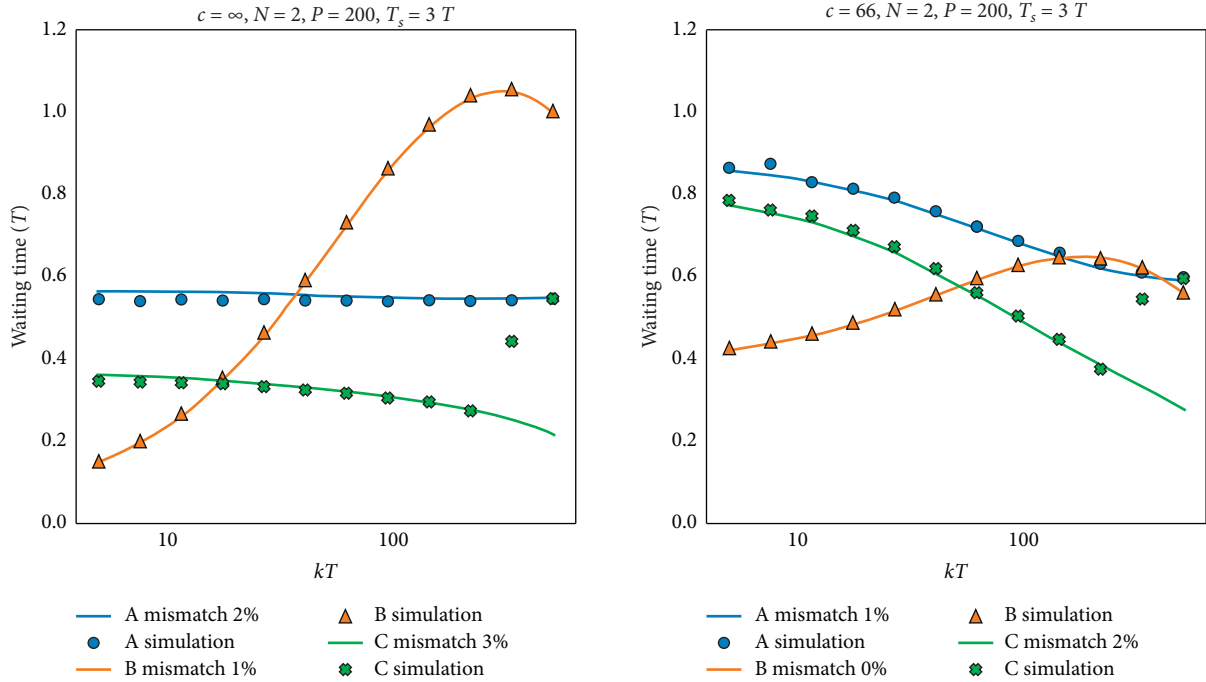 c = ∞, N = 2, P = 200, T_s = 3 T
1.2
1.0
0.8
0.6
0.4
0.2
0.0
Waiting time (T)
10
100
kT
A mismatch 2%
A simulation
B mismatch 1%
B simulation
C mismatch 3%
C simulation
c = 66, N = 2, P = 200, T_s = 3 T
1.2
1.0
0.8
0.6
0.4
0.2
0.0
Waiting time (T)
10
100
kT
A mismatch 1%
A simulation
B mismatch 0%
B simulation
C mismatch 2%
C simulation